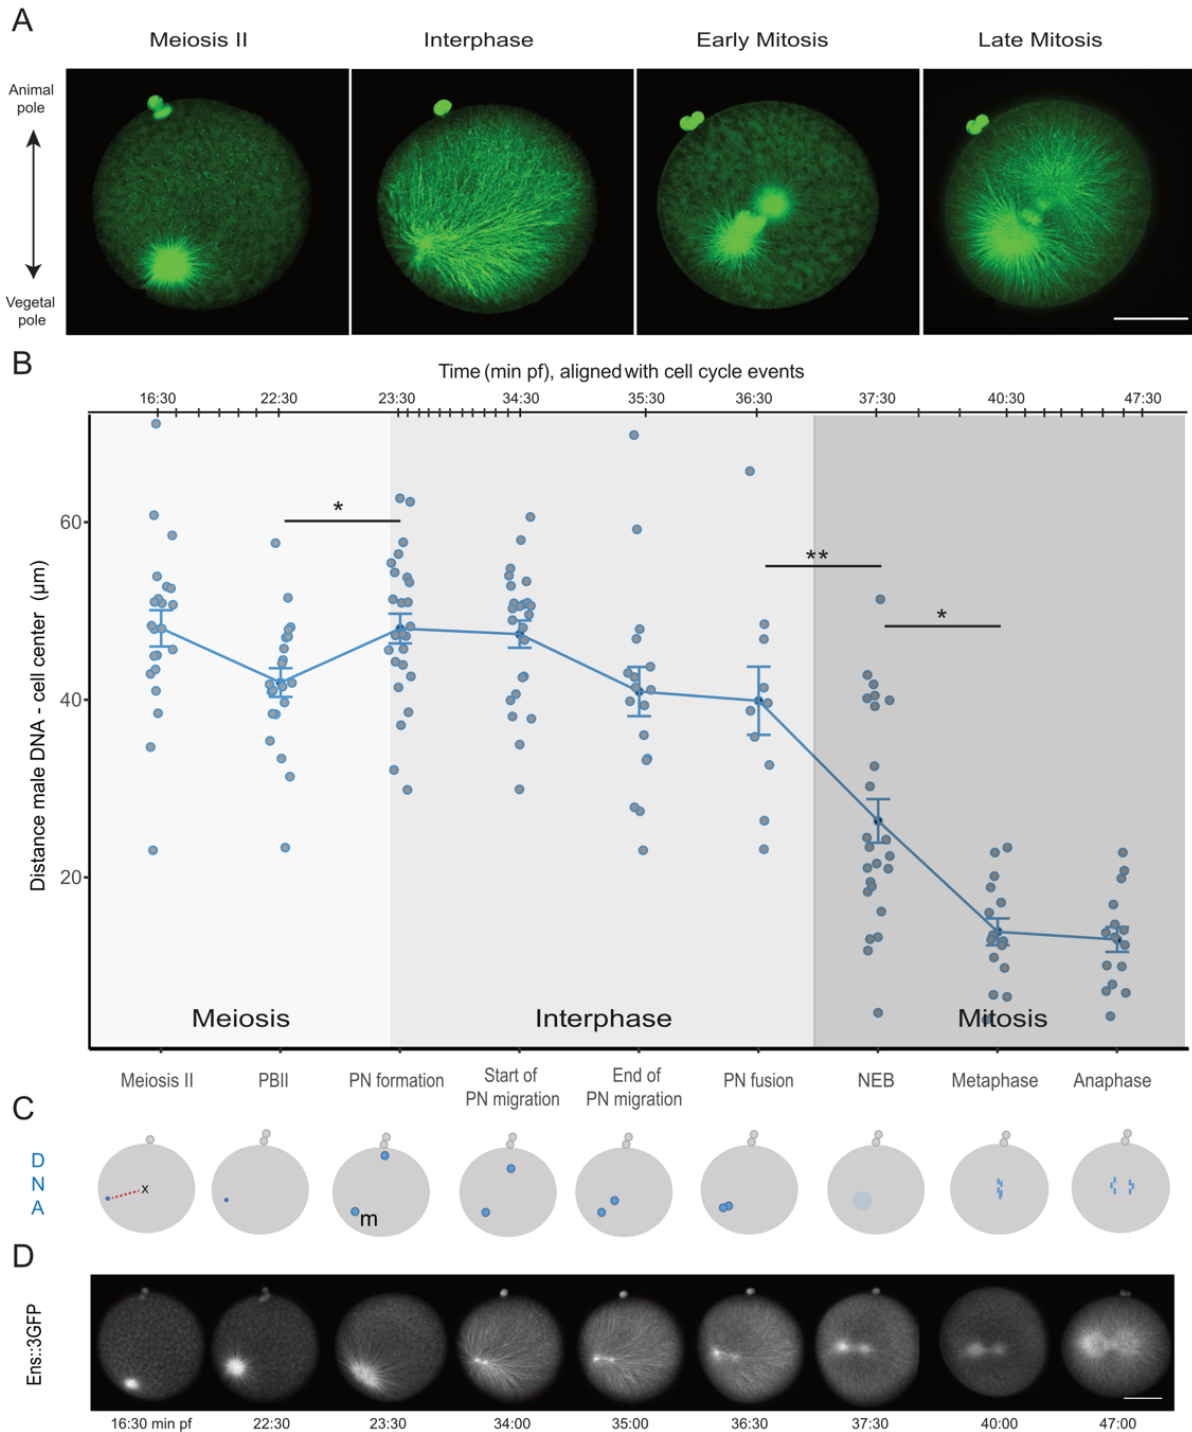 A
Meiosis II
Interphase
Early Mitosis
Late Mitosis
Animal
pole
Vegetal
pole
B
Time (min pf), aligned with cell cycle events
16:30
22:30
23:30
34:30
35:30
36:30
37:30
40:30
47:30
*
**
*
60
40
20
Distance male DNA - cell center (µm)
Meiosis
Interphase
Mitosis
Meiosis II
PBII
PN formation
Start of
PN migration
End of
PN migration
PN fusion
NEB
Metaphase
Anaphase
C
D
N
A
x
m
D
Ens::3GFP
16:30 min pf
22:30
23:30
34:00
35:00
36:30
37:30
40:00
47:00